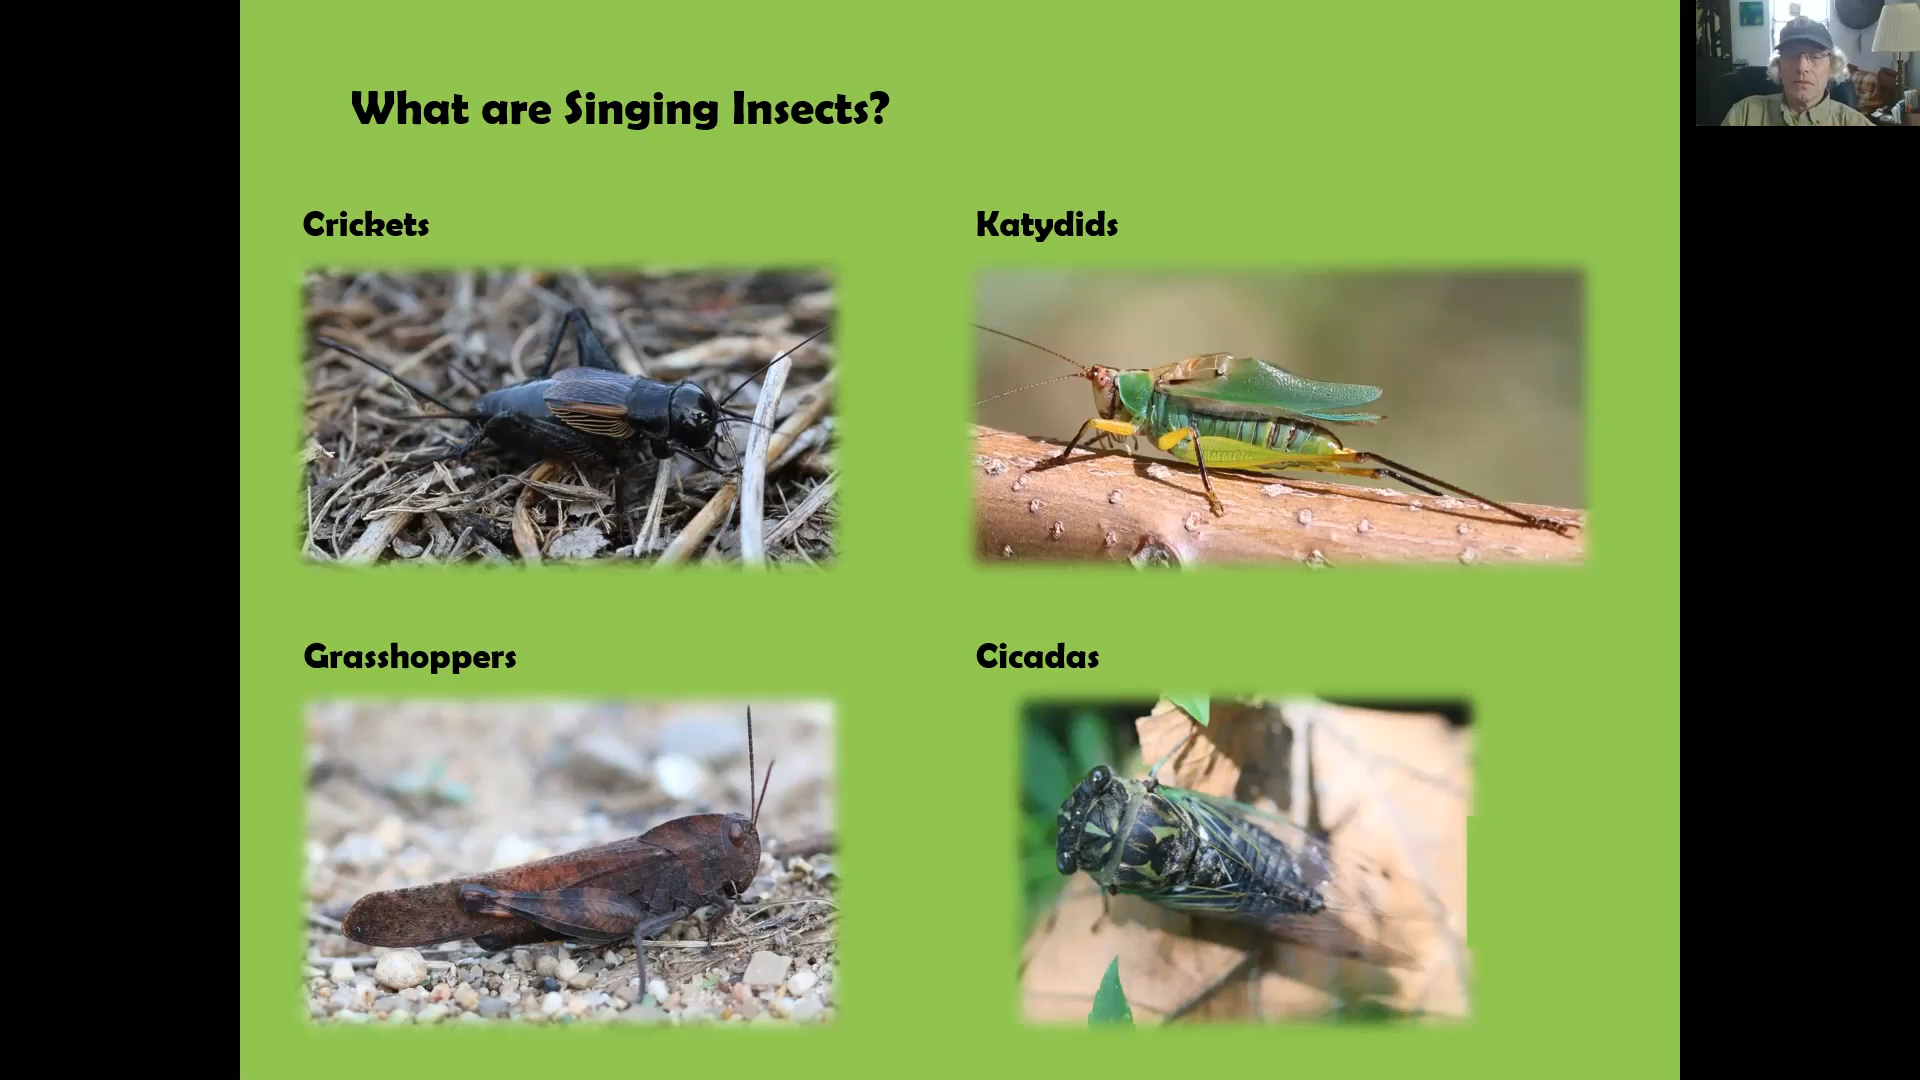 What are Singing Insects?
Crickets
Katydids
Grasshoppers
Cicadas